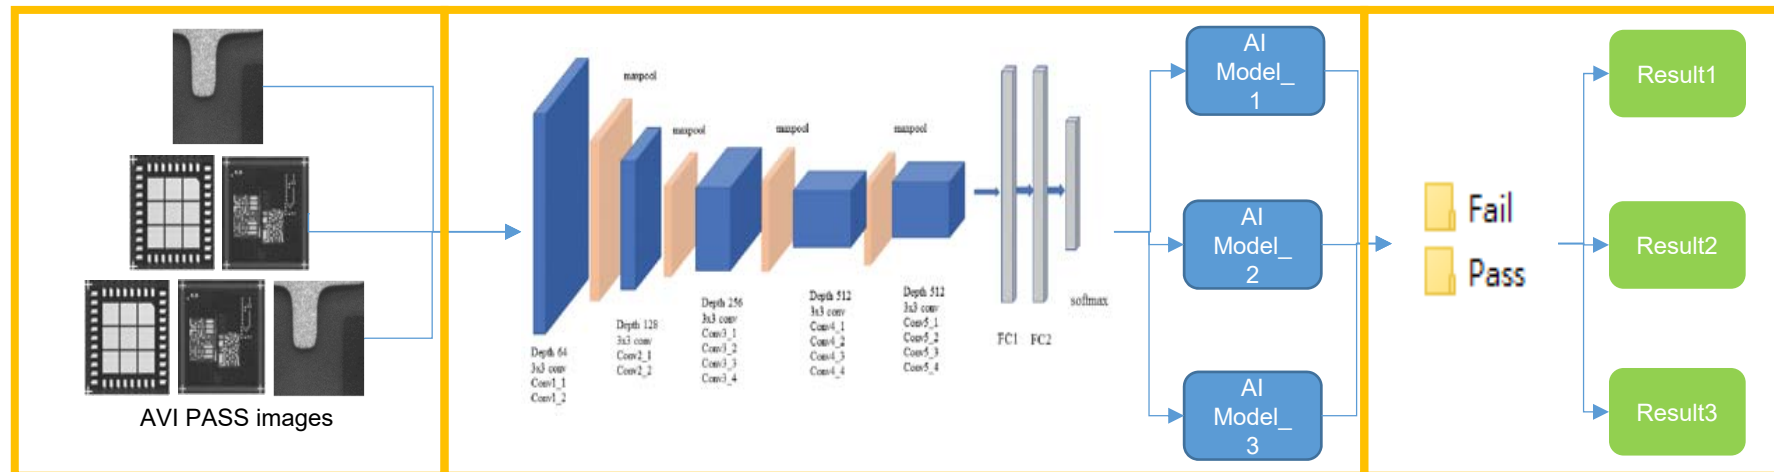 AVI PASS images
maxpool
maxpool
maxpool
maxpool
Depth 64
3x3 conv
Conv1_1
Conv1_2
Depth 128
3x3 conv
Conv2_1
Conv2_2
Depth 256
3x3 conv
Conv3_1
Conv3_2
Conv3_3
Conv3_4
Depth 512
3x3 conv
Conv4_1
Conv4_2
Conv4_3
Conv4_4
Depth 512
3x3 conv
Conv5_1
Conv5_2
Conv5_3
Conv5_4
FC1
FC2
softmax
AI
Model_
1
AI
Model_
2
AI
Model_
3
Fail
Pass
Result1
Result2
Result3